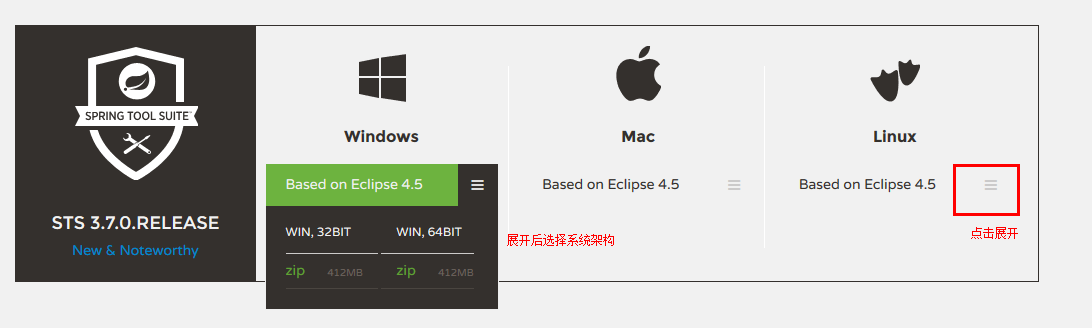 SPRING TOOL SUITE
STS 3.7.0.RELEASE
New & Noteworthy
Windows
Based on Eclipse 4.5
WIN, 32BIT
WIN, 64BIT
zip 412MB
zip 412MB
展开后选择系统架构
Mac
Based on Eclipse 4.5
Linux
Based on Eclipse 4.5
点击展开